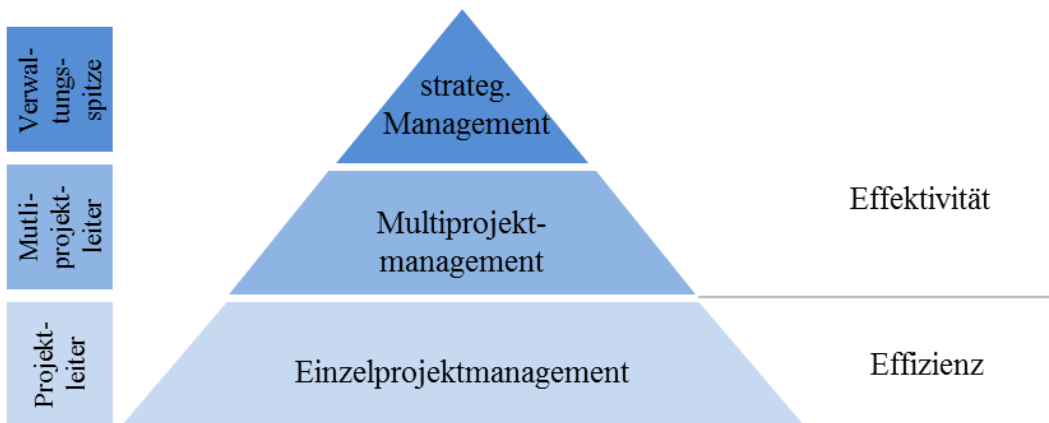 Verwal-
tungs-
spitze
strateg.
Management
Mutli-
projekt-
leiter
Multiprojekt-
management
Effektivität
Projekt-
leiter
Einzelprojektmanagement
Effizienz